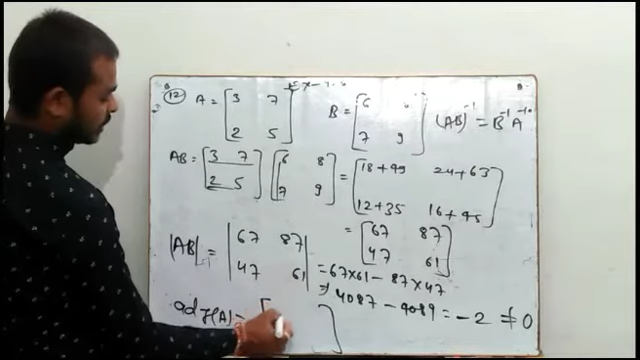 (12) A = [3 7 2 5] B = [6 7 9] (AB)⁻¹ = B⁻¹A⁻¹
AB = [3 7 2 5] [6 8 7 9] = [18+49 24+63 12+35 16+45]
= [67 87 47 61]
|AB| = |67 87 47 61| = 67×61 − 87×47
⇒ 4087 − 4089 = −2 ≠ 0
adj(A) = [ ]